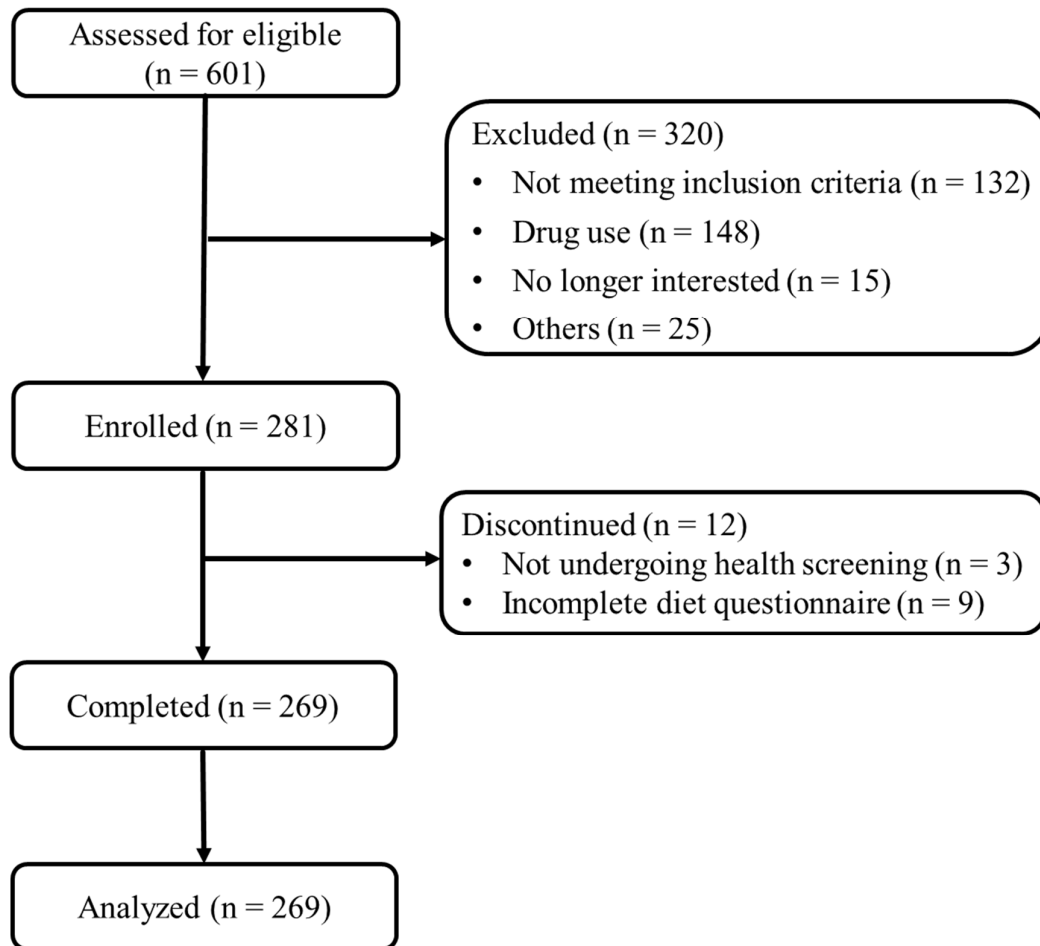 Assessed for eligible
(n = 601)
Excluded (n = 320)
• Not meeting inclusion criteria (n = 132)
• Drug use (n = 148)
• No longer interested (n = 15)
• Others (n = 25)
Enrolled (n = 281)
Discontinued (n = 12)
• Not undergoing health screening (n = 3)
• Incomplete diet questionnaire (n = 9)
Completed (n = 269)
Analyzed (n = 269)